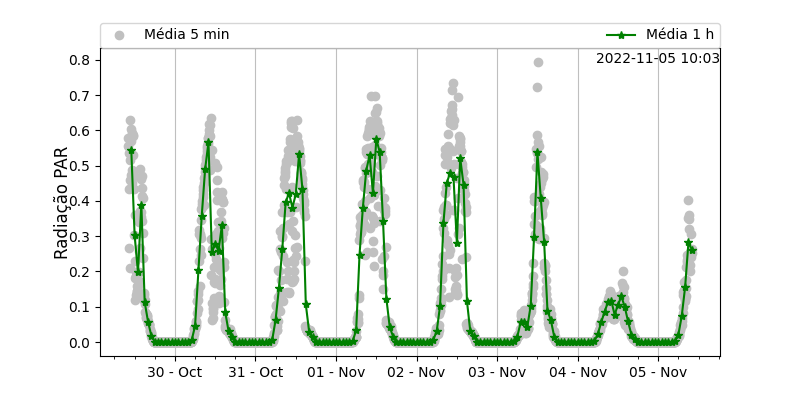 Média 5 min
Média 1 h
2022-11-05 10:03
Radiação PAR
0.8
0.7
0.6
0.5
0.4
0.3
0.2
0.1
0.0
30 - Oct
31 - Oct
01 - Nov
02 - Nov
03 - Nov
04 - Nov
05 - Nov